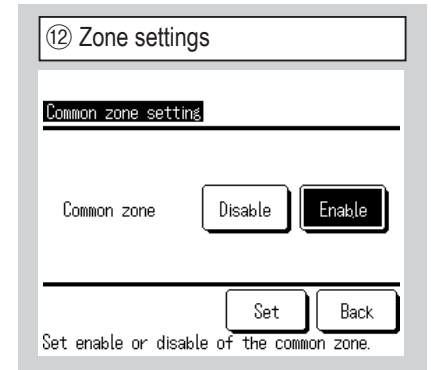 ⑫ Zone settings
Common zone setting
Common zone Disable Enable
Set Back
Set enable or disable of the common zone.